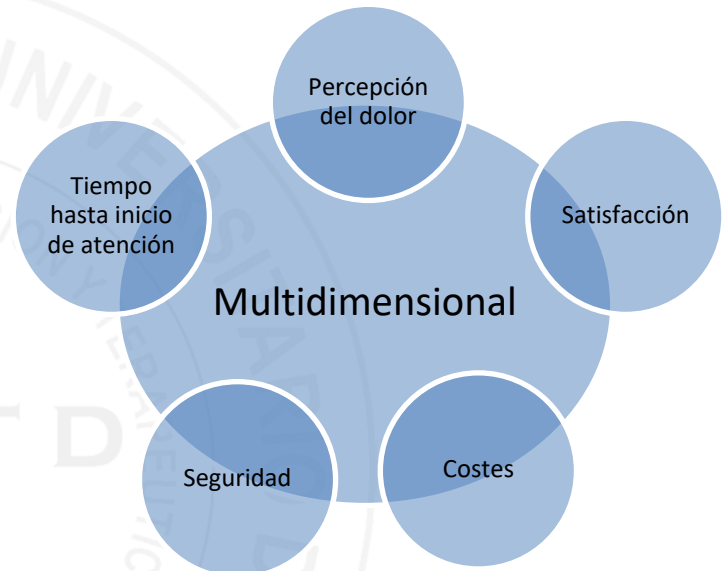 Percepción
del dolor
Tiempo
hasta inicio
de atención
Satisfacción
Multidimensional
Seguridad
Costes